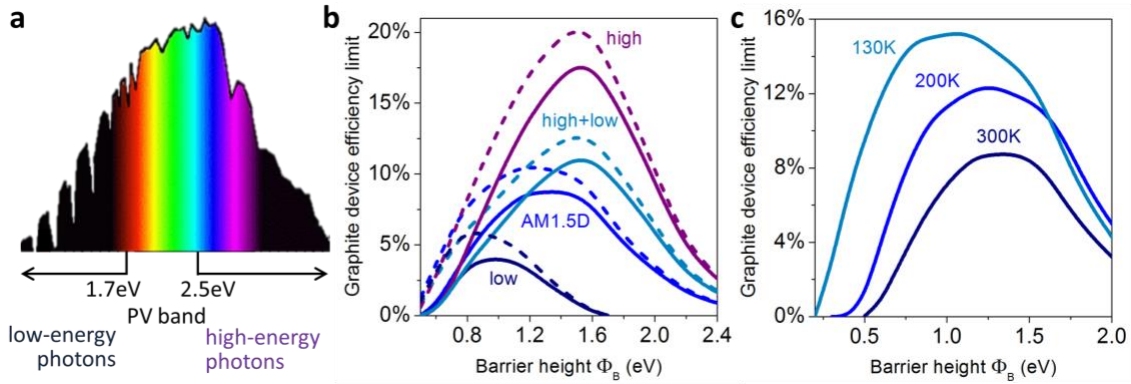 a
1.7eV
2.5eV
PV band
low-energy
photons
high-energy
photons
b
Graphite device efficiency limit
20%
15%
10%
5%
0%
high
high+low
AM1.5D
low
0.8
1.2
1.6
2.0
2.4
Barrier height Φ_B (eV)
c
Graphite device efficiency limit
16%
12%
8%
4%
0%
130K
200K
300K
0.5
1.0
1.5
2.0
Barrier height Φ_B (eV)